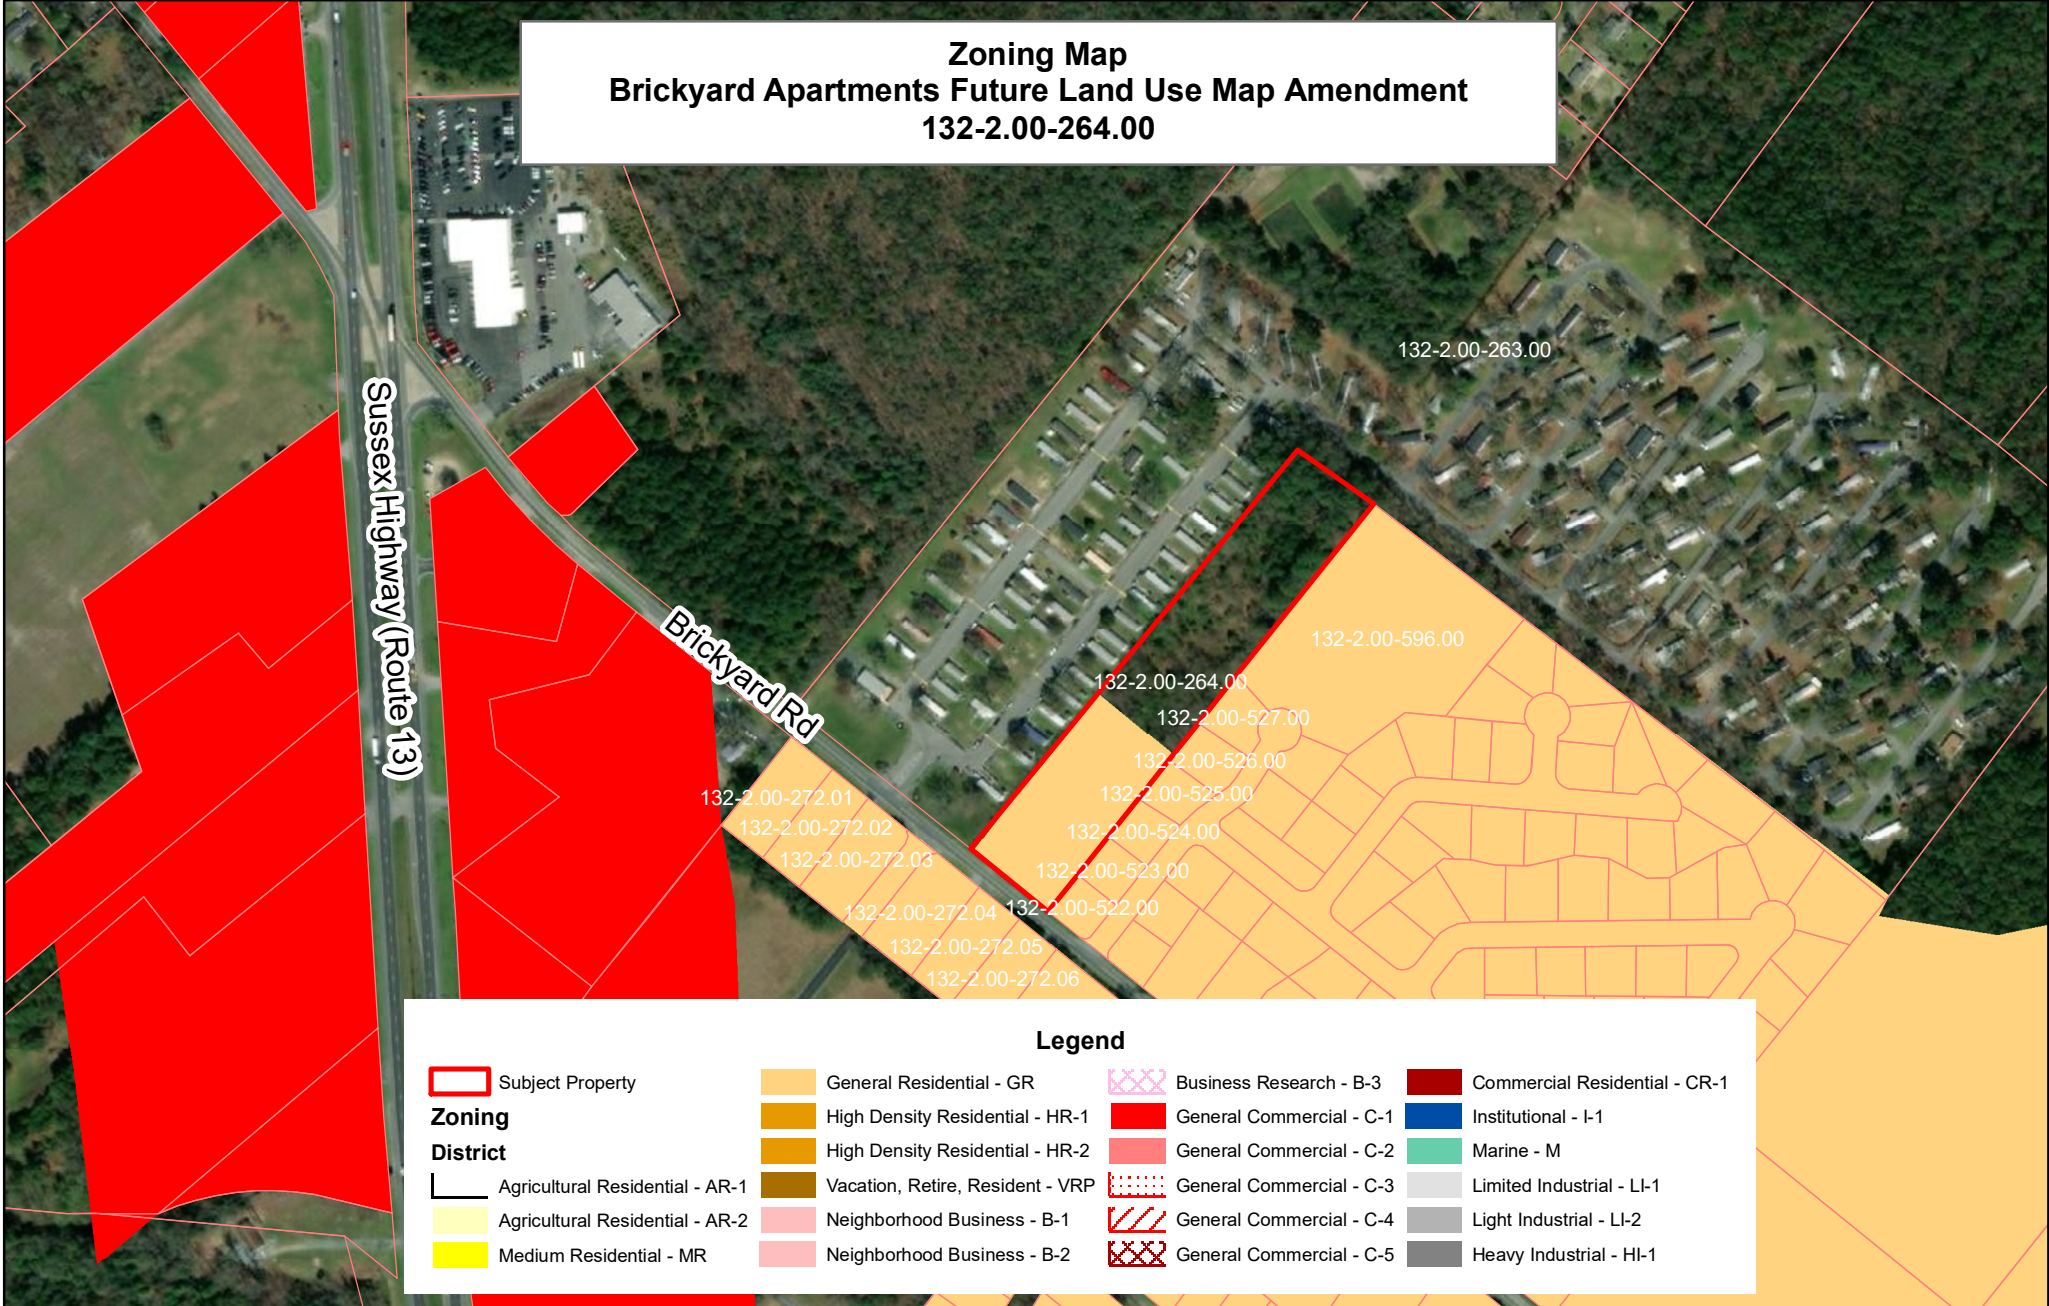 Zoning Map
Brickyard Apartments Future Land Use Map Amendment
132-2.00-264.00
132-2.00-263.00
Sussex Highway (Route 13)
Brickyard Rd
132-2.00-596.00
132-2.00-264.00
132-2.00-527.00
132-2.00-526.00
132-2.00-525.00
132-2.00-524.00
132-2.00-523.00
132-2.00-522.00
132-2.00-272.01
132-2.00-272.02
132-2.00-272.03
132-2.00-272.04
132-2.00-272.05
132-2.00-272.06
Legend
Subject Property
Zoning
District
Agricultural Residential - AR-1
Agricultural Residential - AR-2
Medium Residential - MR
General Residential - GR
High Density Residential - HR-1
High Density Residential - HR-2
Vacation, Retire, Resident - VRP
Neighborhood Business - B-1
Neighborhood Business - B-2
Business Research - B-3
General Commercial - C-1
General Commercial - C-2
General Commercial - C-3
General Commercial - C-4
General Commercial - C-5
Commercial Residential - CR-1
Institutional - I-1
Marine - M
Limited Industrial - LI-1
Light Industrial - LI-2
Heavy Industrial - HI-1